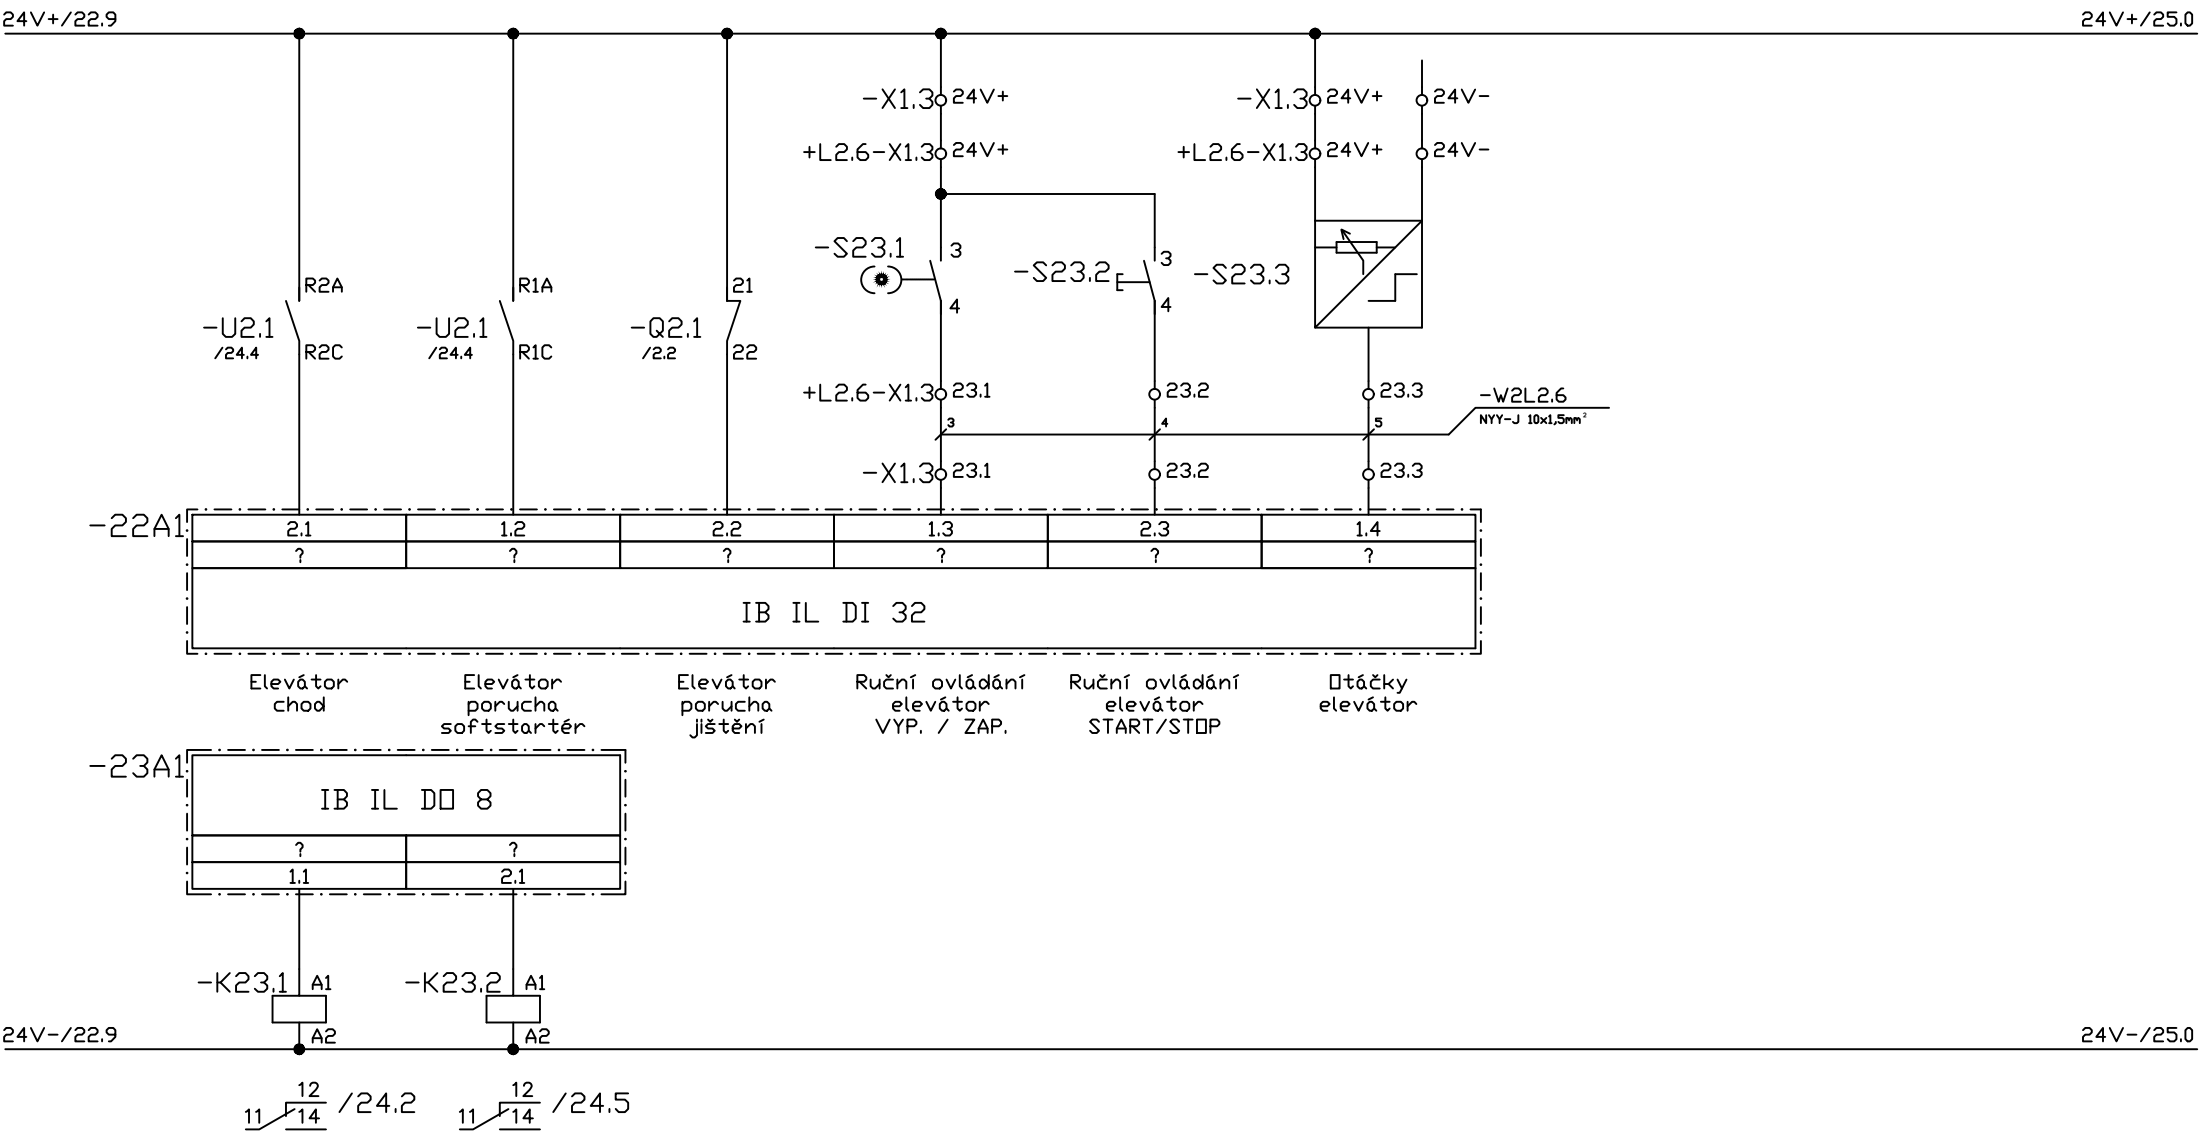 24V+/22.9
24V+/25.0
-X1.3 24V+
-X1.3 24V+ 24V-
+L2.6-X1.3 24V+
+L2.6-X1.3 24V+ 24V-
-S23.1 3
4
-S23.2 3
4
-S23.3
R2A
-U2.1
/24.4 R2C
R1A
-U2.1
/24.4 R1C
21
-Q2.1
/2.2 22
+L2.6-X1.3 23.1 23.2 23.3
-W2L2.6
NYY-J 10x1,5mm²
3 4 5
-X1.3 23.1 23.2 23.3
-22A1
2.1 1.2 2.2 1.3 2.3 1.4
? ? ? ? ? ?
IB IL DI 32
Elevátor
chod
Elevátor
porucha
softstartér
Elevátor
porucha
jištění
Ruční ovládání
elevátor
VYP. / ZAP.
Ruční ovládání
elevátor
START/STOP
Otáčky
elevátor
-23A1
IB IL DO 8
? ?
1.1 2.1
-K23.1 A1
A2
-K23.2 A1
A2
24V-/22.9
24V-/25.0
12
11 14 /24.2
12
11 14 /24.5